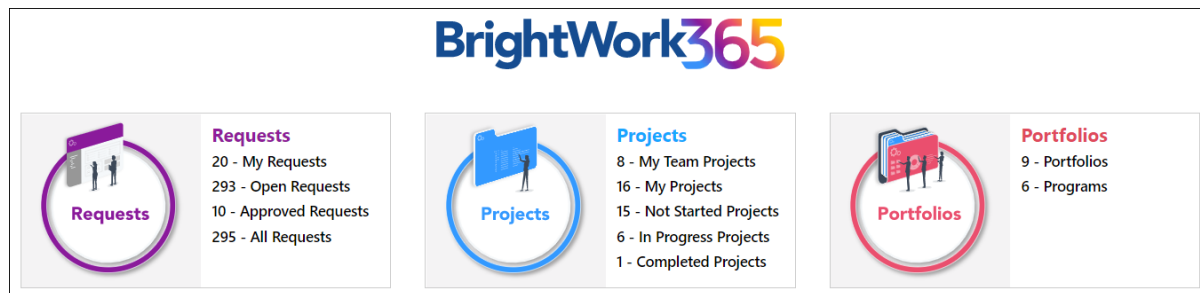 BrightWork365
Requests
Requests
20 - My Requests
293 - Open Requests
10 - Approved Requests
295 - All Requests
Projects
Projects
8 - My Team Projects
16 - My Projects
15 - Not Started Projects
6 - In Progress Projects
1 - Completed Projects
Portfolios
Portfolios
9 - Portfolios
6 - Programs